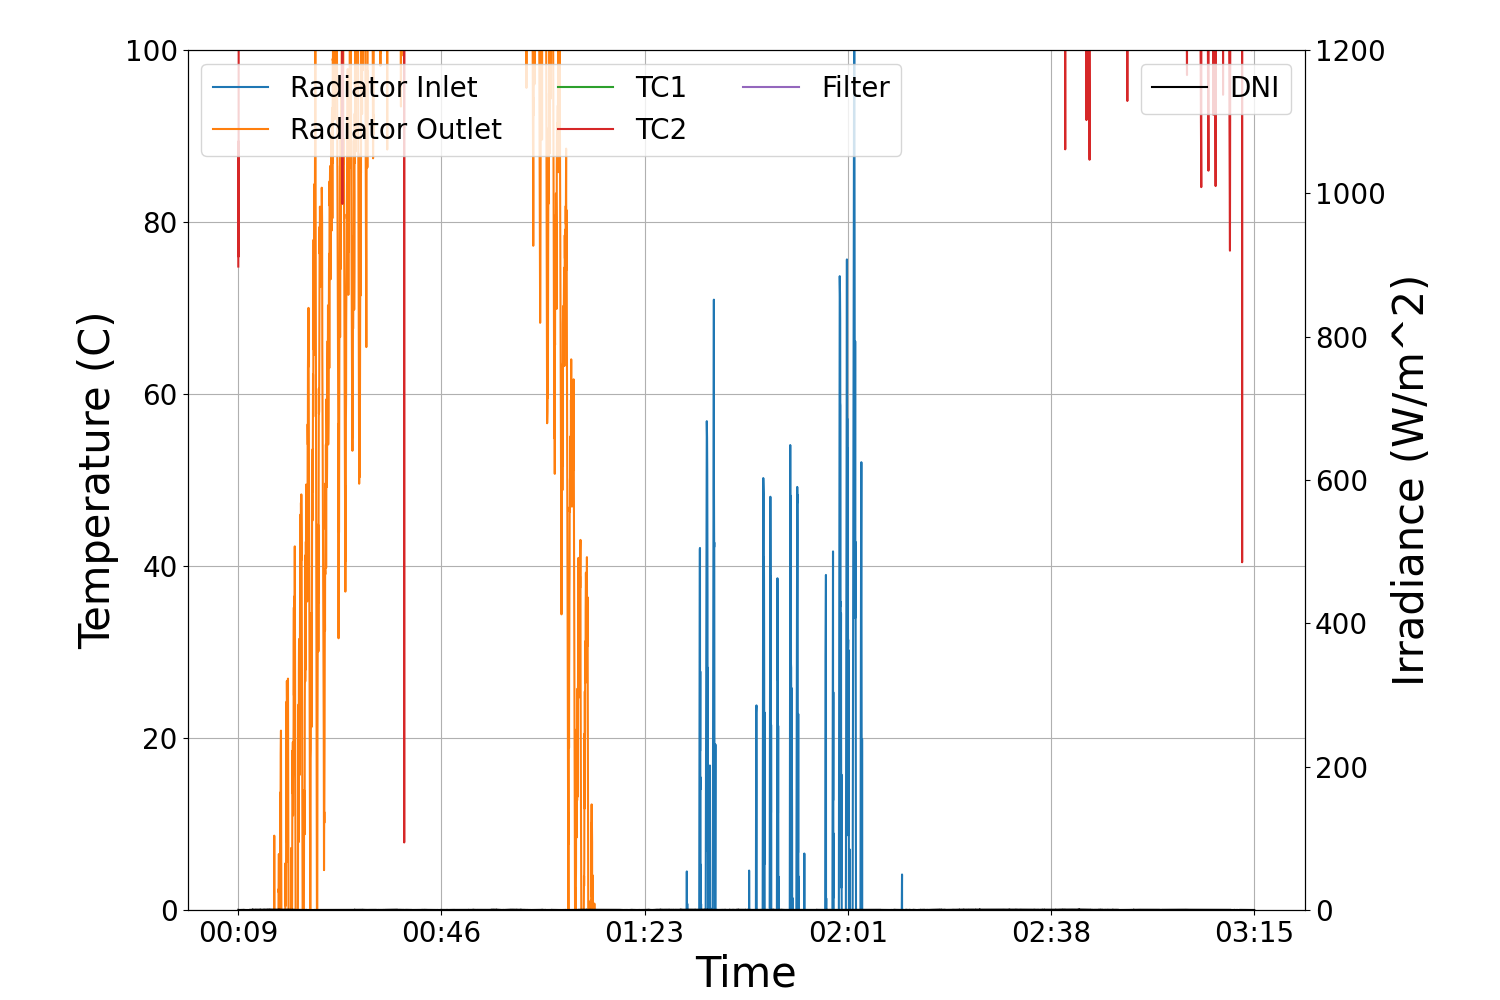 100
80
60
40
20
0
Temperature (C)
Radiator Inlet
Radiator Outlet
TC1
TC2
Filter
DNI
1200
1000
800
600
400
200
0
Irradiance (W/m^2)
00:09 00:46 01:23 02:01 02:38 03:15
Time